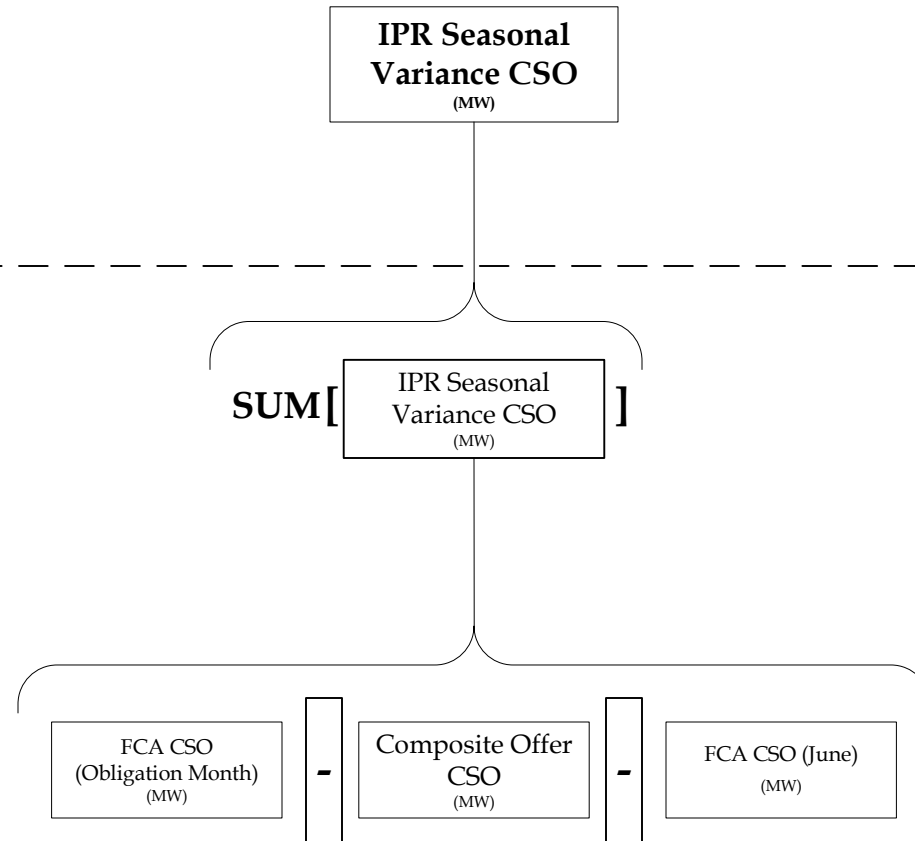 IPR Seasonal
Variance CSO
(MW)
SUM[
IPR Seasonal
Variance CSO
(MW)
]
FCA CSO
(Obligation Month)
(MW)
-
Composite Offer
CSO
(MW)
-
FCA CSO (June)
(MW)